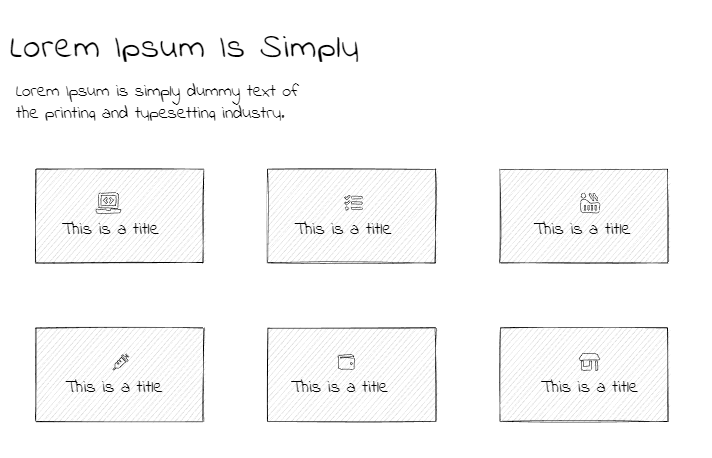 Lorem Ipsum Is Simply
Lorem Ipsum is simply dummy text of
the printing and typesetting industry.
This is a title
This is a title
This is a title
This is a title
This is a title
This is a title